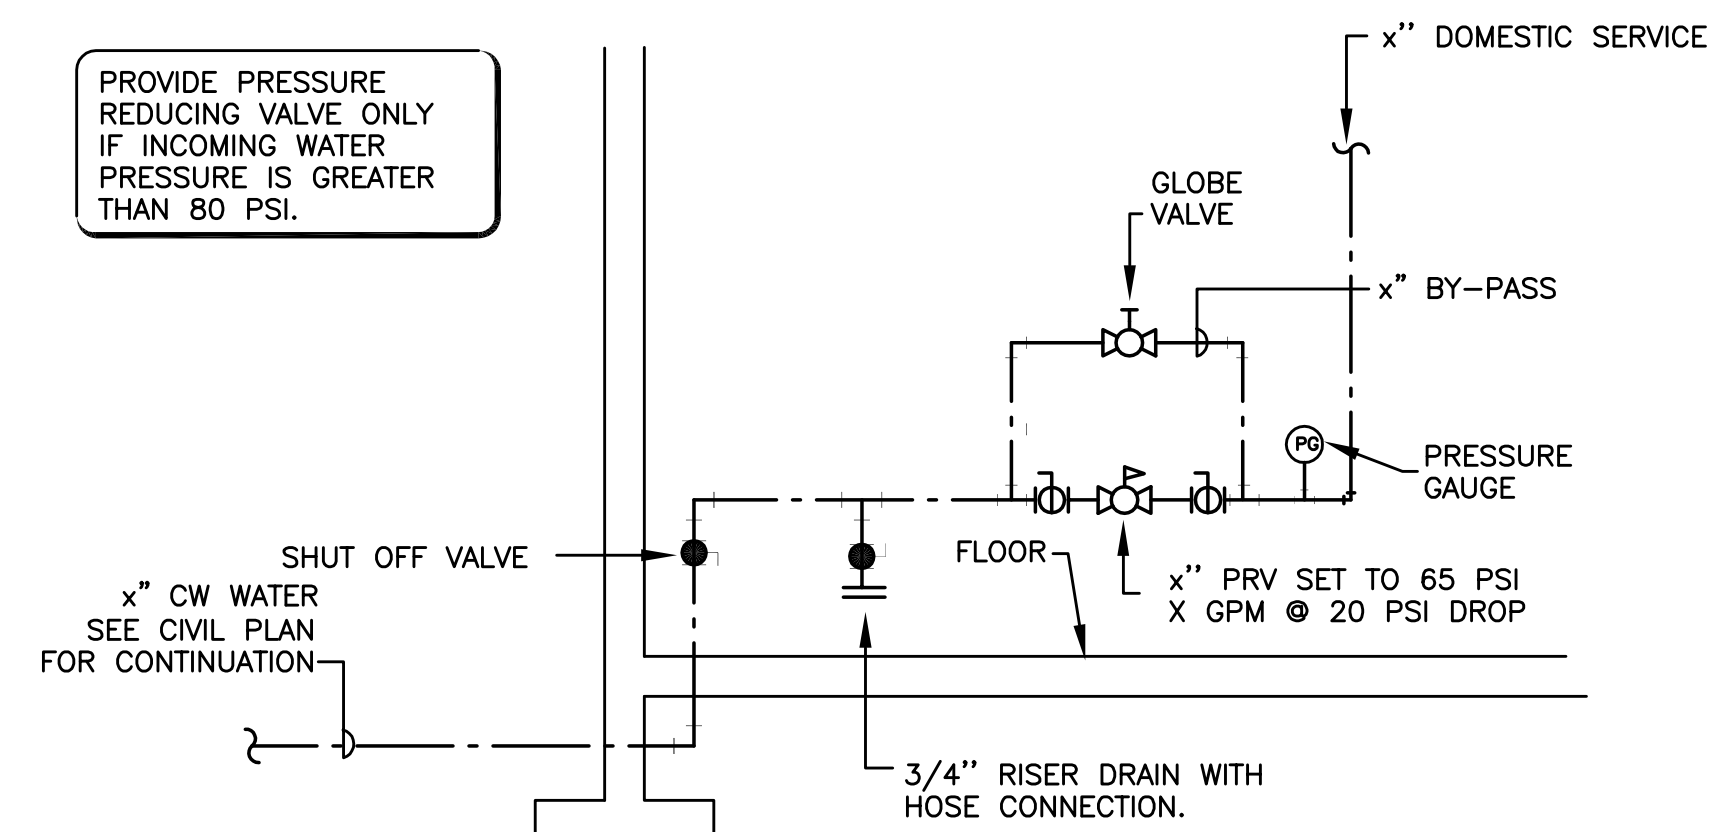 PROVIDE PRESSURE
REDUCING VALVE ONLY
IF INCOMING WATER
PRESSURE IS GREATER
THAN 80 PSI.
x'' DOMESTIC SERVICE
GLOBE
VALVE
x" BY-PASS
PG
PRESSURE
GAUGE
SHUT OFF VALVE
FLOOR
x'' PRV SET TO 65 PSI
X GPM @ 20 PSI DROP
x" CW WATER
SEE CIVIL PLAN
FOR CONTINUATION
3/4'' RISER DRAIN WITH
HOSE CONNECTION.